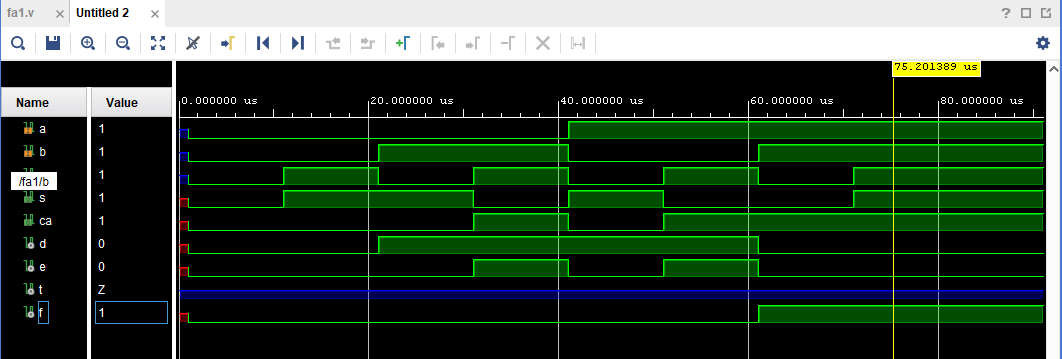 fa1.v
Untitled 2
75.201389 us
Name
Value
0.000000 us
20.000000 us
40.000000 us
60.000000 us
80.000000 us
a
1
b
1
/fa1/b
1
s
1
ca
1
d
0
e
0
t
Z
f
1